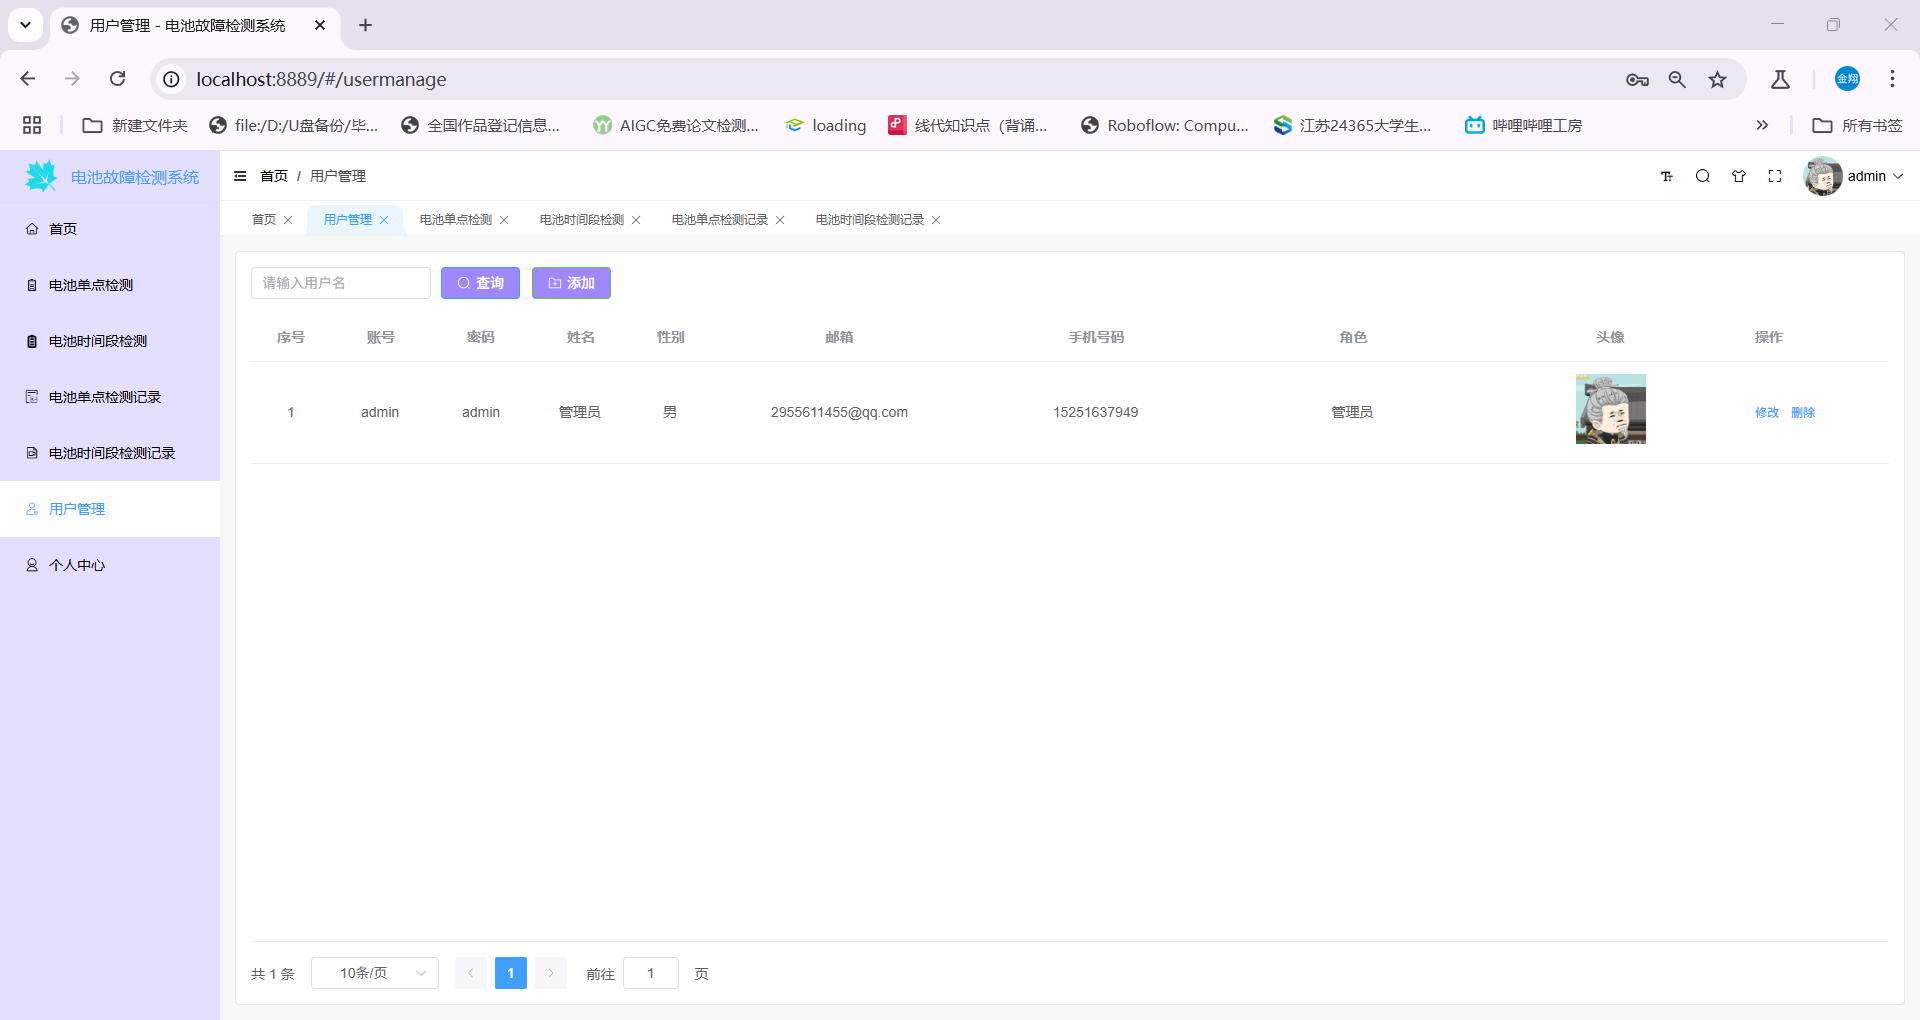 用户管理 - 电池故障检测系统
localhost:8889/#/usermanage
金翔
新建文件夹
file:/D:/U盘备份/毕...
全国作品登记信息...
AIGC免费论文检测...
loading
线代知识点（背诵...
Roboflow: Compu...
江苏24365大学生...
哔哩哔哩工房
所有书签
电池故障检测系统
首页 / 用户管理
admin
首页
电池单点检测
电池时间段检测
电池单点检测记录
电池时间段检测记录
用户管理
个人中心
首页 用户管理 电池单点检测 电池时间段检测 电池单点检测记录 电池时间段检测记录
请输入用户名 查询 添加
序号 账号 密码 姓名 性别 邮箱 手机号码 角色 头像 操作
1 admin admin 管理员 男 2955611455@qq.com 15251637949 管理员 修改 删除
共 1 条 10条/页 1 前往 1 页